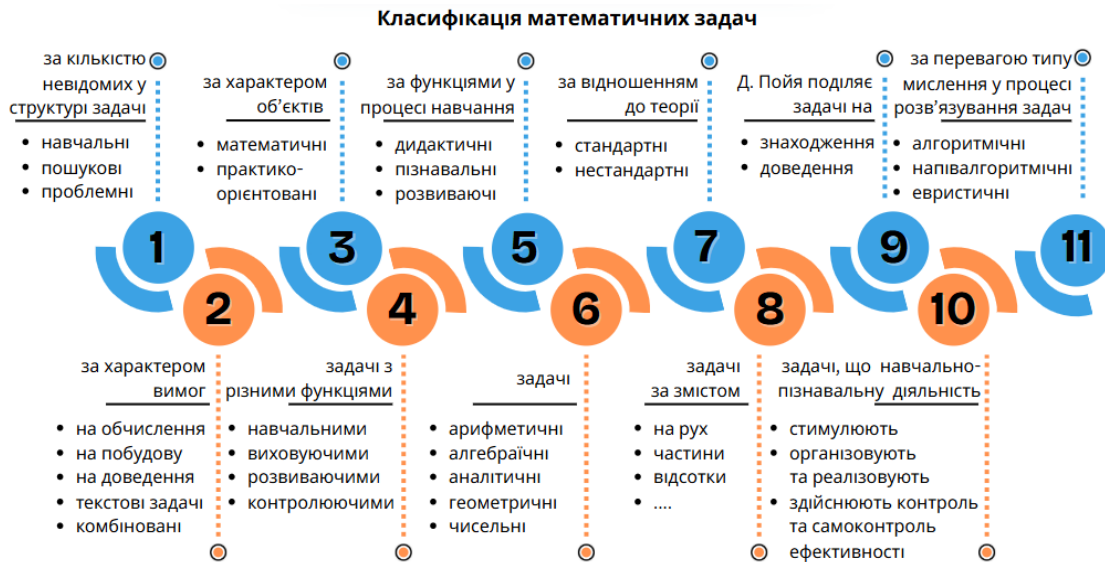 Класифікація математичних задач
за кількістю
невідомих у
структурі задачі
• навчальні
• пошукові
• проблемні
1
за характером
вимог
• на обчислення
• на побудову
• на доведення
• текстові задачі
• комбіновані
2
за характером
об’єктів
• математичні
• практико-
орієнтовані
3
задачі з
різними функціями
• навчальними
• виховуючими
• розвиваючими
• контролюючими
4
за функціями у
процесі навчання
• дидактичні
• пізнавальні
• розвиваючі
5
задачі
• арифметичні
• алгебраїчні
• аналітичні
• геометричні
• чисельні
6
за відношенням
до теорії
• стандартні
• нестандартні
7
задачі
за змістом
• на рух
• частини
• відсотки
• ....
8
Д. Пойя поділяє
задачі на
• знаходження
• доведення
9
задачі, що навчально-
пізнавальну діяльність
• стимулюють
• організовують
та реалізовують
• здійснюють контроль
та самоконтроль
ефективності
10
за перевагою типу
мислення у процесі
розв’язування задач
• алгоритмічні
• напівалгоритмічні
• евристичні
11